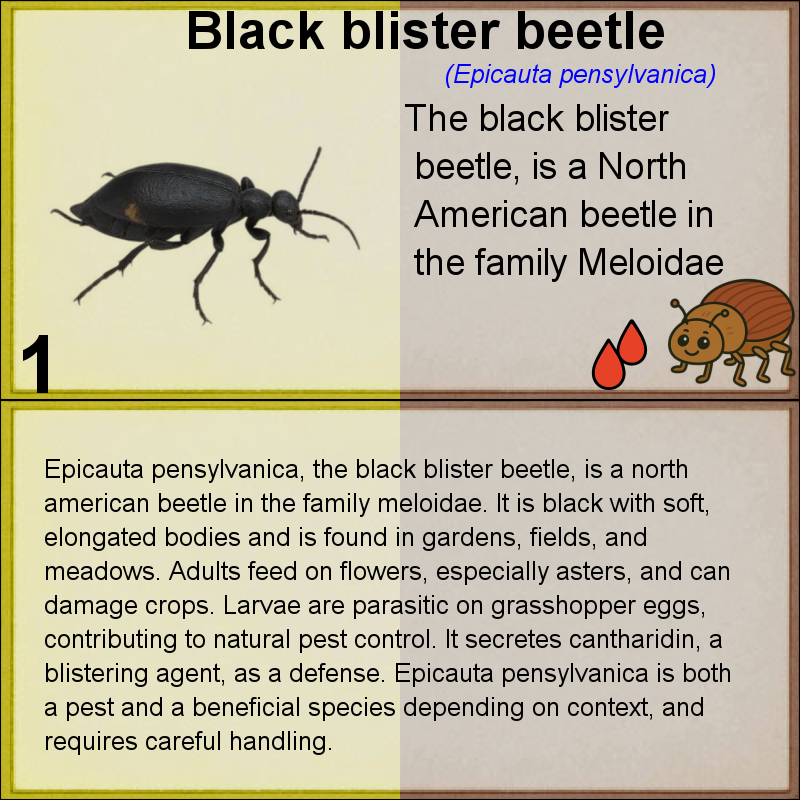 Black blister beetle
(Epicauta pensylvanica)
The black blister
beetle, is a North
American beetle in
the family Meloidae
1
Epicauta pensylvanica, the black blister beetle, is a north
american beetle in the family meloidae. It is black with soft,
elongated bodies and is found in gardens, fields, and
meadows. Adults feed on flowers, especially asters, and can
damage crops. Larvae are parasitic on grasshopper eggs,
contributing to natural pest control. It secretes cantharidin, a
blistering agent, as a defense. Epicauta pensylvanica is both
a pest and a beneficial species depending on context, and
requires careful handling.